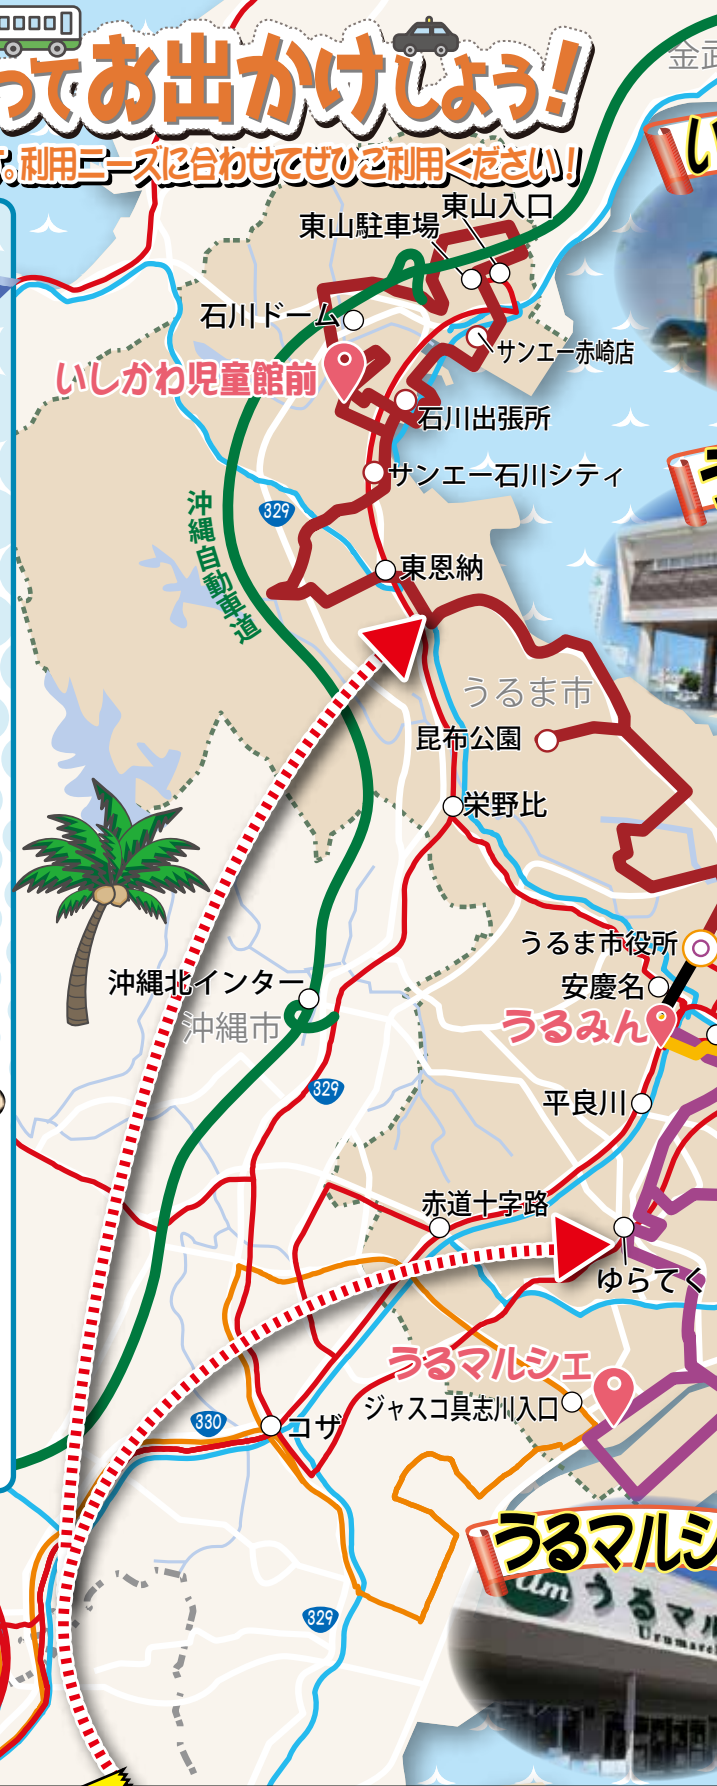 ってお出かけしよう!
す。利用ニーズに合わせてぜひご利用ください!
金武
い
東山入口
東山駐車場
石川ドーム
サンエー赤崎店
いしかわ児童館前
石川出張所
サンエー石川シティ
329
沖縄自動車道
東恩納
うるま市
昆布公園
栄野比
うるま市役所
沖縄北インター
安慶名
沖縄市
うるみん
329
平良川
赤道十字路
ゆらてく
うるマルシェ
ジャスコ具志川入口
330
コザ
うるマルシ
um うるマル
Urumarc
329